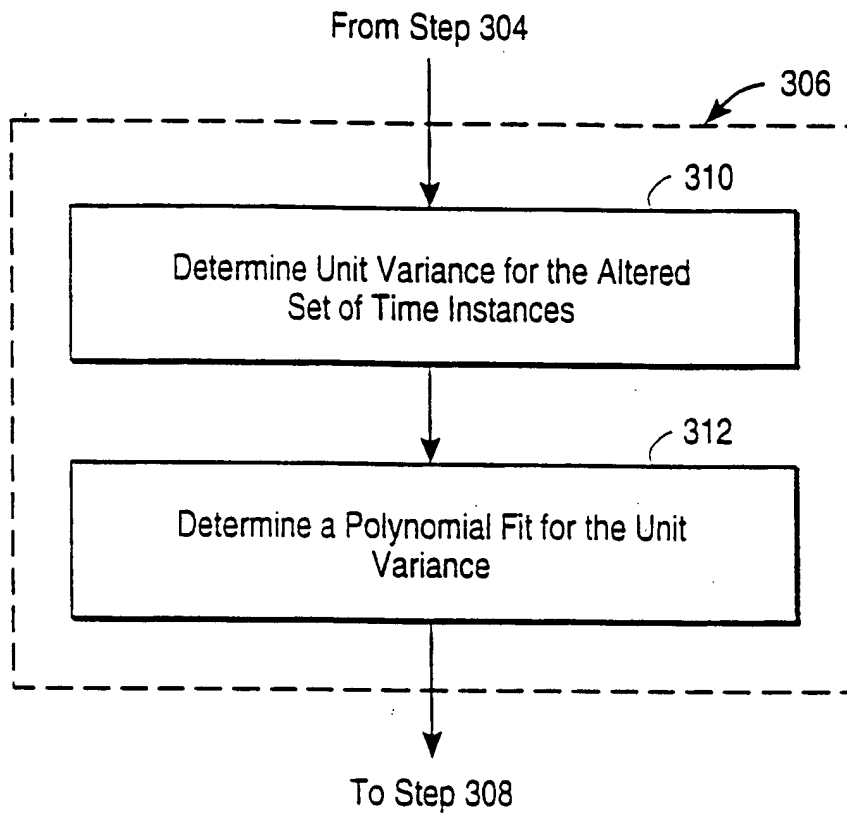 From Step 304
306
310
Determine Unit Variance for the Altered
Set of Time Instances
312
Determine a Polynomial Fit for the Unit
Variance
To Step 308